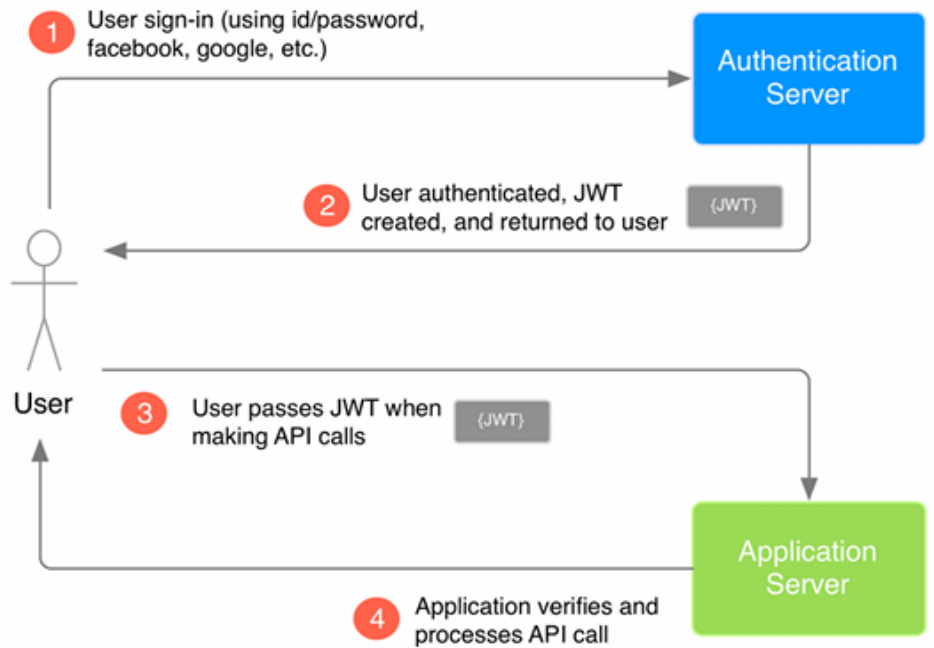 1
User sign-in (using id/password,
facebook, google, etc.)
Authentication
Server
2
User authenticated, JWT
created, and returned to user
{JWT}
User
3
User passes JWT when
making API calls
{JWT}
Application
Server
4
Application verifies and
processes API call